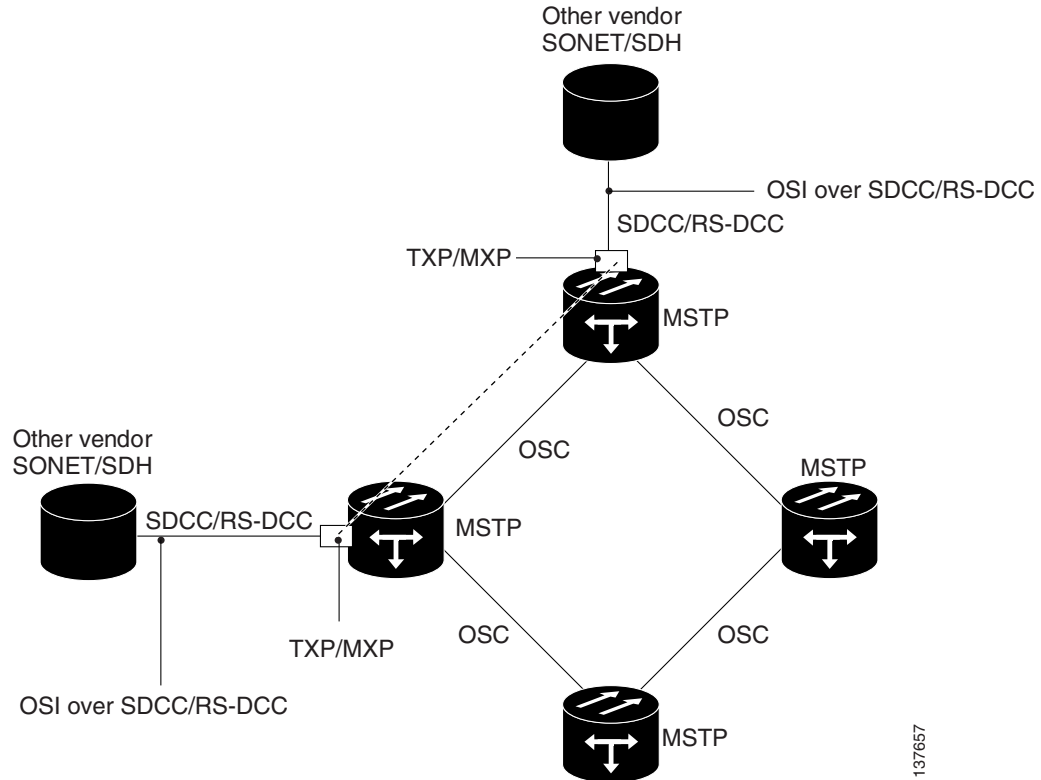 Other vendor
SONET/SDH
OSI over SDCC/RS-DCC
SDCC/RS-DCC
TXP/MXP
MSTP
OSC
OSC
MSTP
Other vendor
SONET/SDH
SDCC/RS-DCC
MSTP
TXP/MXP
OSC
OSC
OSI over SDCC/RS-DCC
MSTP
137657